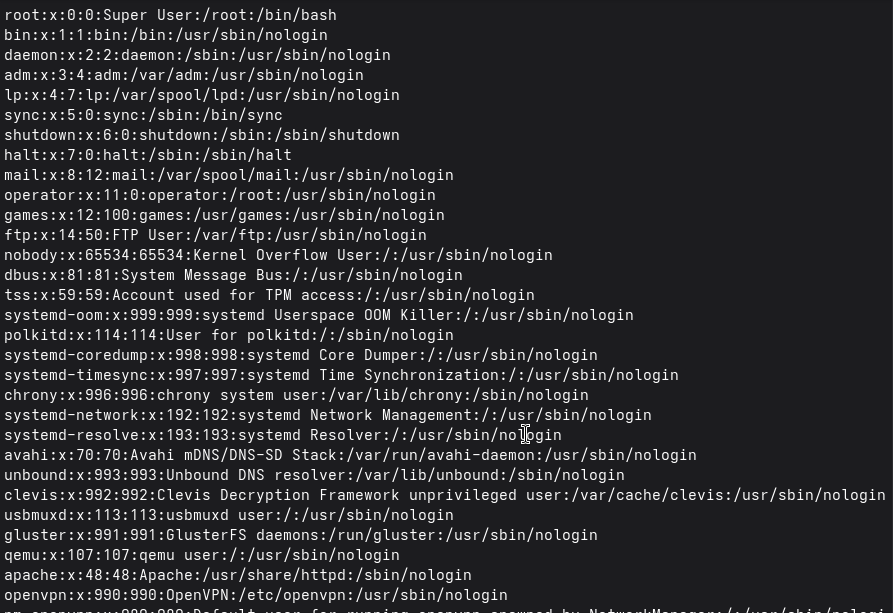 root:x:0:0:Super User:/root:/bin/bash
bin:x:1:1:bin:/bin:/usr/sbin/nologin
daemon:x:2:2:daemon:/sbin:/usr/sbin/nologin
adm:x:3:4:adm:/var/adm:/usr/sbin/nologin
lp:x:4:7:lp:/var/spool/lpd:/usr/sbin/nologin
sync:x:5:0:sync:/sbin:/bin/sync
shutdown:x:6:0:shutdown:/sbin:/sbin/shutdown
halt:x:7:0:halt:/sbin:/sbin/halt
mail:x:8:12:mail:/var/spool/mail:/usr/sbin/nologin
operator:x:11:0:operator:/root:/usr/sbin/nologin
games:x:12:100:games:/usr/games:/usr/sbin/nologin
ftp:x:14:50:FTP User:/var/ftp:/usr/sbin/nologin
nobody:x:65534:65534:Kernel Overflow User:/:/usr/sbin/nologin
dbus:x:81:81:System Message Bus:/:/usr/sbin/nologin
tss:x:59:59:Account used for TPM access:/:/usr/sbin/nologin
systemd-oom:x:999:999:systemd Userspace OOM Killer:/:/usr/sbin/nologin
polkitd:x:114:114:User for polkitd:/:/sbin/nologin
systemd-coredump:x:998:998:systemd Core Dumper:/:/usr/sbin/nologin
systemd-timesync:x:997:997:systemd Time Synchronization:/:/usr/sbin/nologin
chrony:x:996:996:chrony system user:/var/lib/chrony:/sbin/nologin
systemd-network:x:192:192:systemd Network Management:/:/usr/sbin/nologin
systemd-resolve:x:193:193:systemd Resolver:/:/usr/sbin/nologin
avahi:x:70:70:Avahi mDNS/DNS-SD Stack:/var/run/avahi-daemon:/usr/sbin/nologin
unbound:x:993:993:Unbound DNS resolver:/var/lib/unbound:/sbin/nologin
clevis:x:992:992:Clevis Decryption Framework unprivileged user:/var/cache/clevis:/usr/sbin/nologin
usbmuxd:x:113:113:usbmuxd user:/:/usr/sbin/nologin
gluster:x:991:991:GlusterFS daemons:/run/gluster:/usr/sbin/nologin
qemu:x:107:107:qemu user:/:/usr/sbin/nologin
apache:x:48:48:Apache:/usr/share/httpd:/sbin/nologin
openvpn:x:990:990:OpenVPN:/etc/openvpn:/usr/sbin/nologin